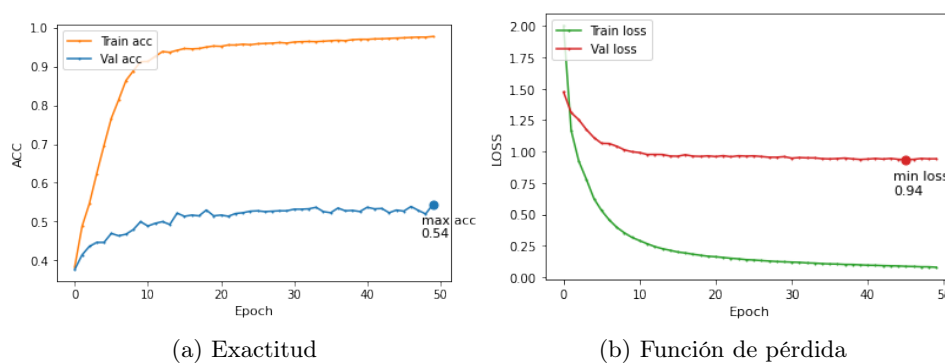 1.0
0.9
0.8
0.7
0.6
0.5
0.4
ACC
Train acc
Val acc
max acc
0.54
0 10 20 30 40 50
Epoch
(a) Exactitud
2.00
1.75
1.50
1.25
1.00
0.75
0.50
0.25
0.00
LOSS
Train loss
Val loss
min loss
0.94
0 10 20 30 40
Epoch
(b) Función de pérdida